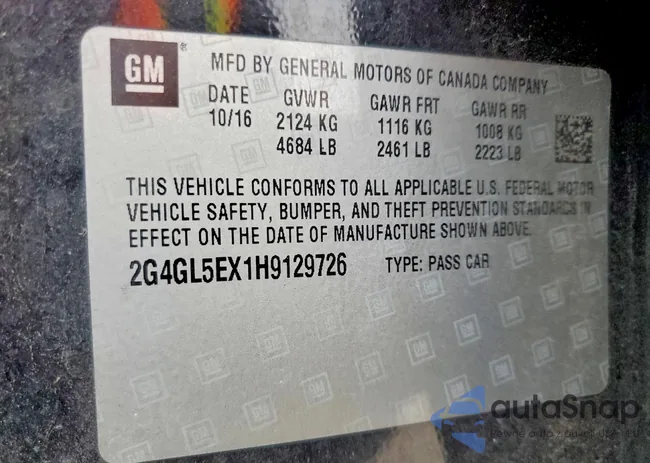 GM
MFD BY GENERAL MOTORS OF CANADA COMPANY
DATE GVWR GAWR FRT GAWR RR
10/16 2124 KG 1116 KG 1008 KG
4684 LB 2461 LB 2223 LB
THIS VEHICLE CONFORMS TO ALL APPLICABLE U.S. FEDERAL MOTOR
VEHICLE SAFETY, BUMPER, AND THEFT PREVENTION STANDARDS IN
EFFECT ON THE DATE OF MANUFACTURE SHOWN ABOVE.
2G4GL5EX1H9129726 TYPE: PASS CAR
autaSnap